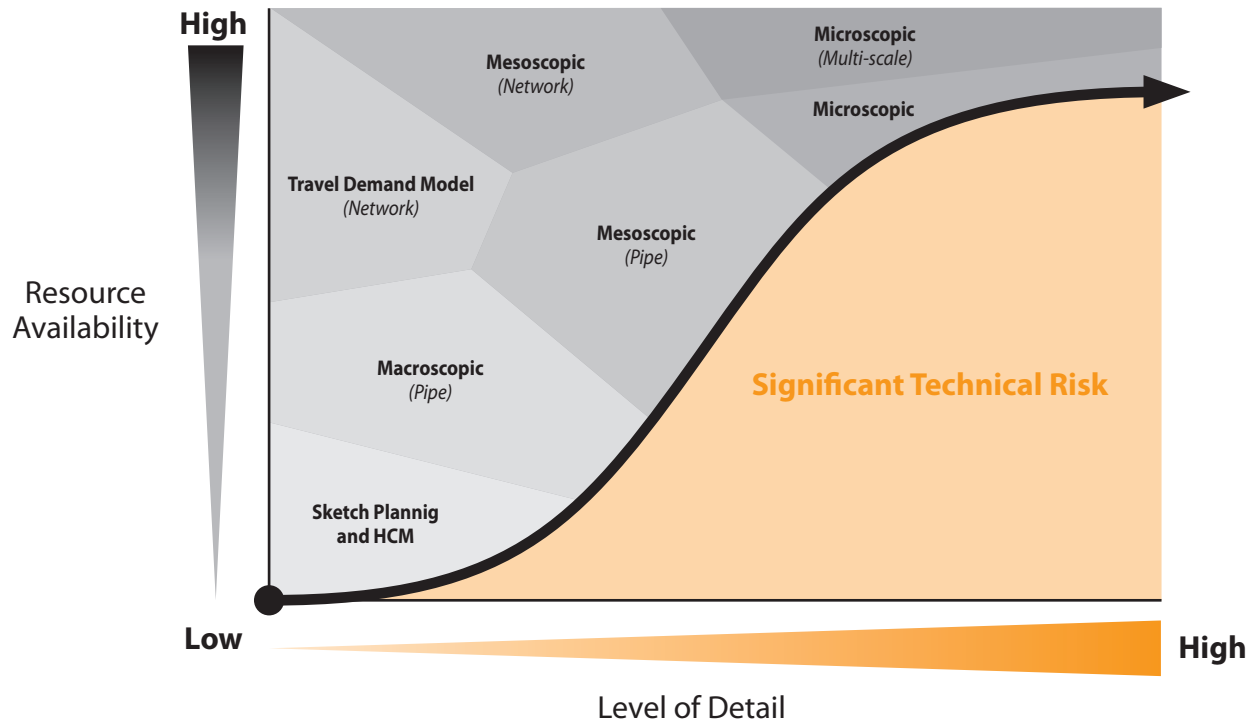 High
Microscopic
(Multi-scale)
Mesoscopic
(Network)
Microscopic
Travel Demand Model
(Network)
Mesoscopic
(Pipe)
Resource
Availability
Macroscopic
(Pipe)
Significant Technical Risk
Sketch Plannig
and HCM
Low
High
Level of Detail